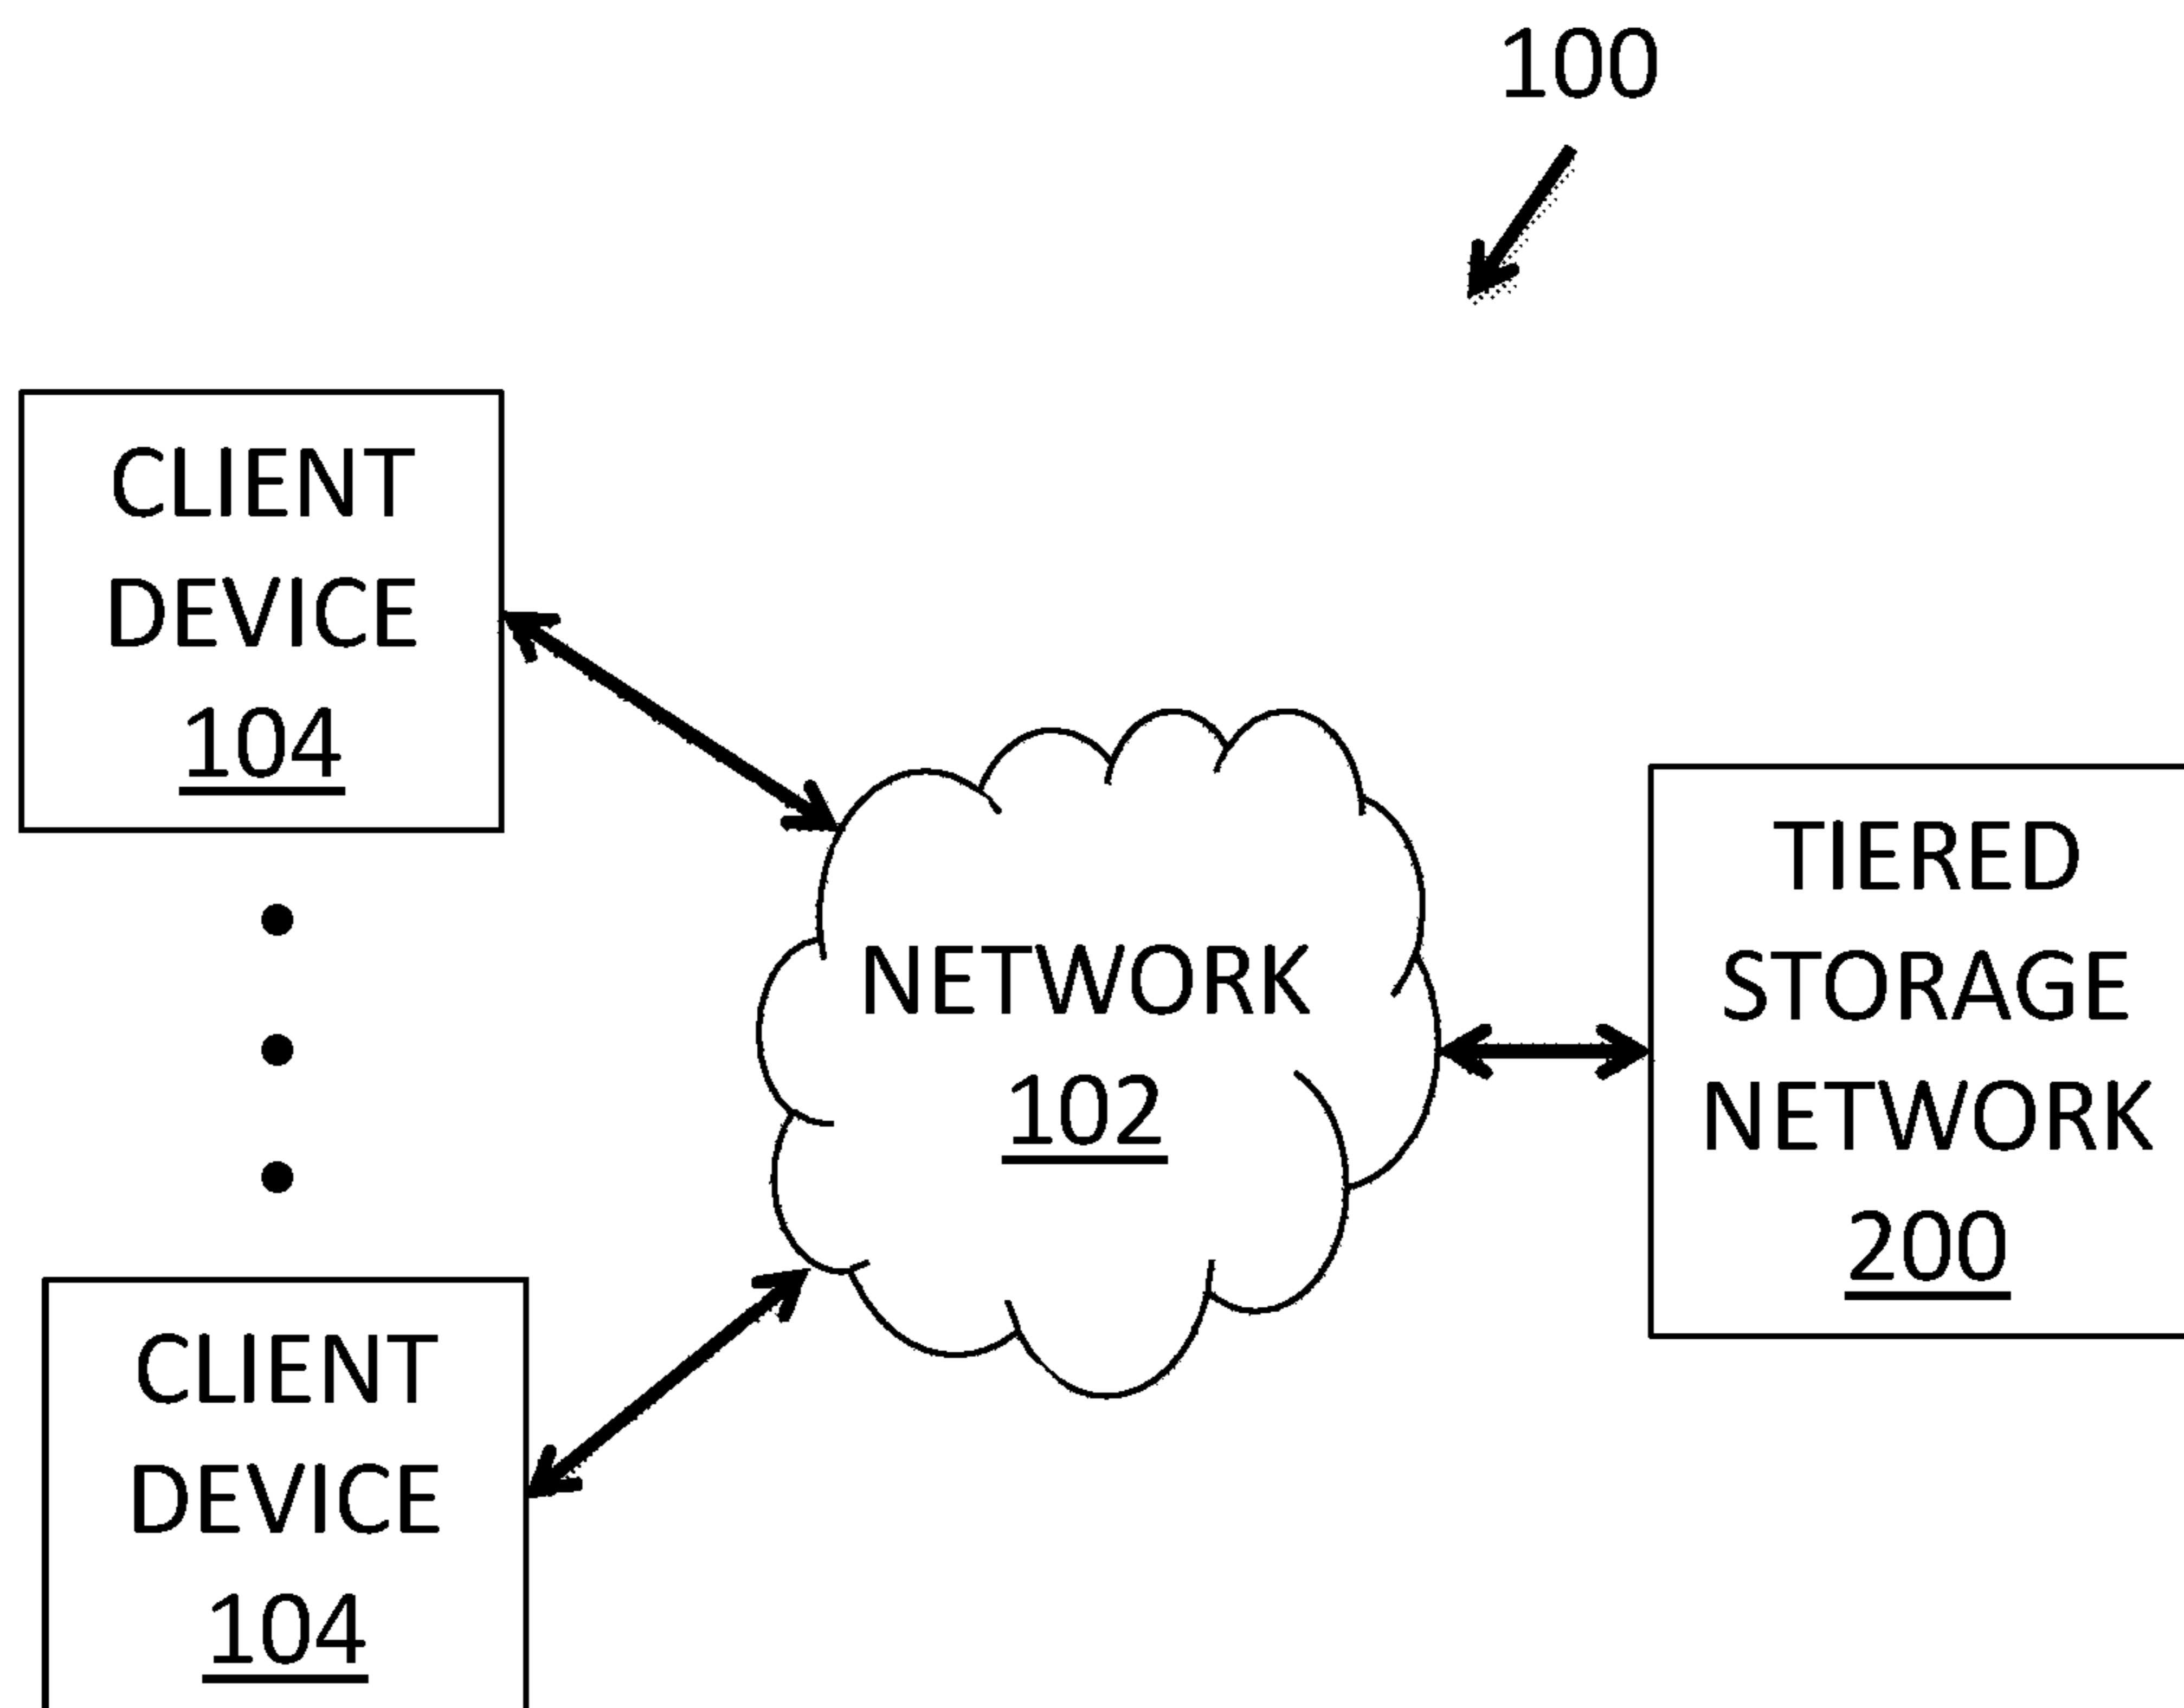 100
CLIENT
DEVICE
104
NETWORK
102
TIERED
STORAGE
NETWORK
200
CLIENT
DEVICE
104